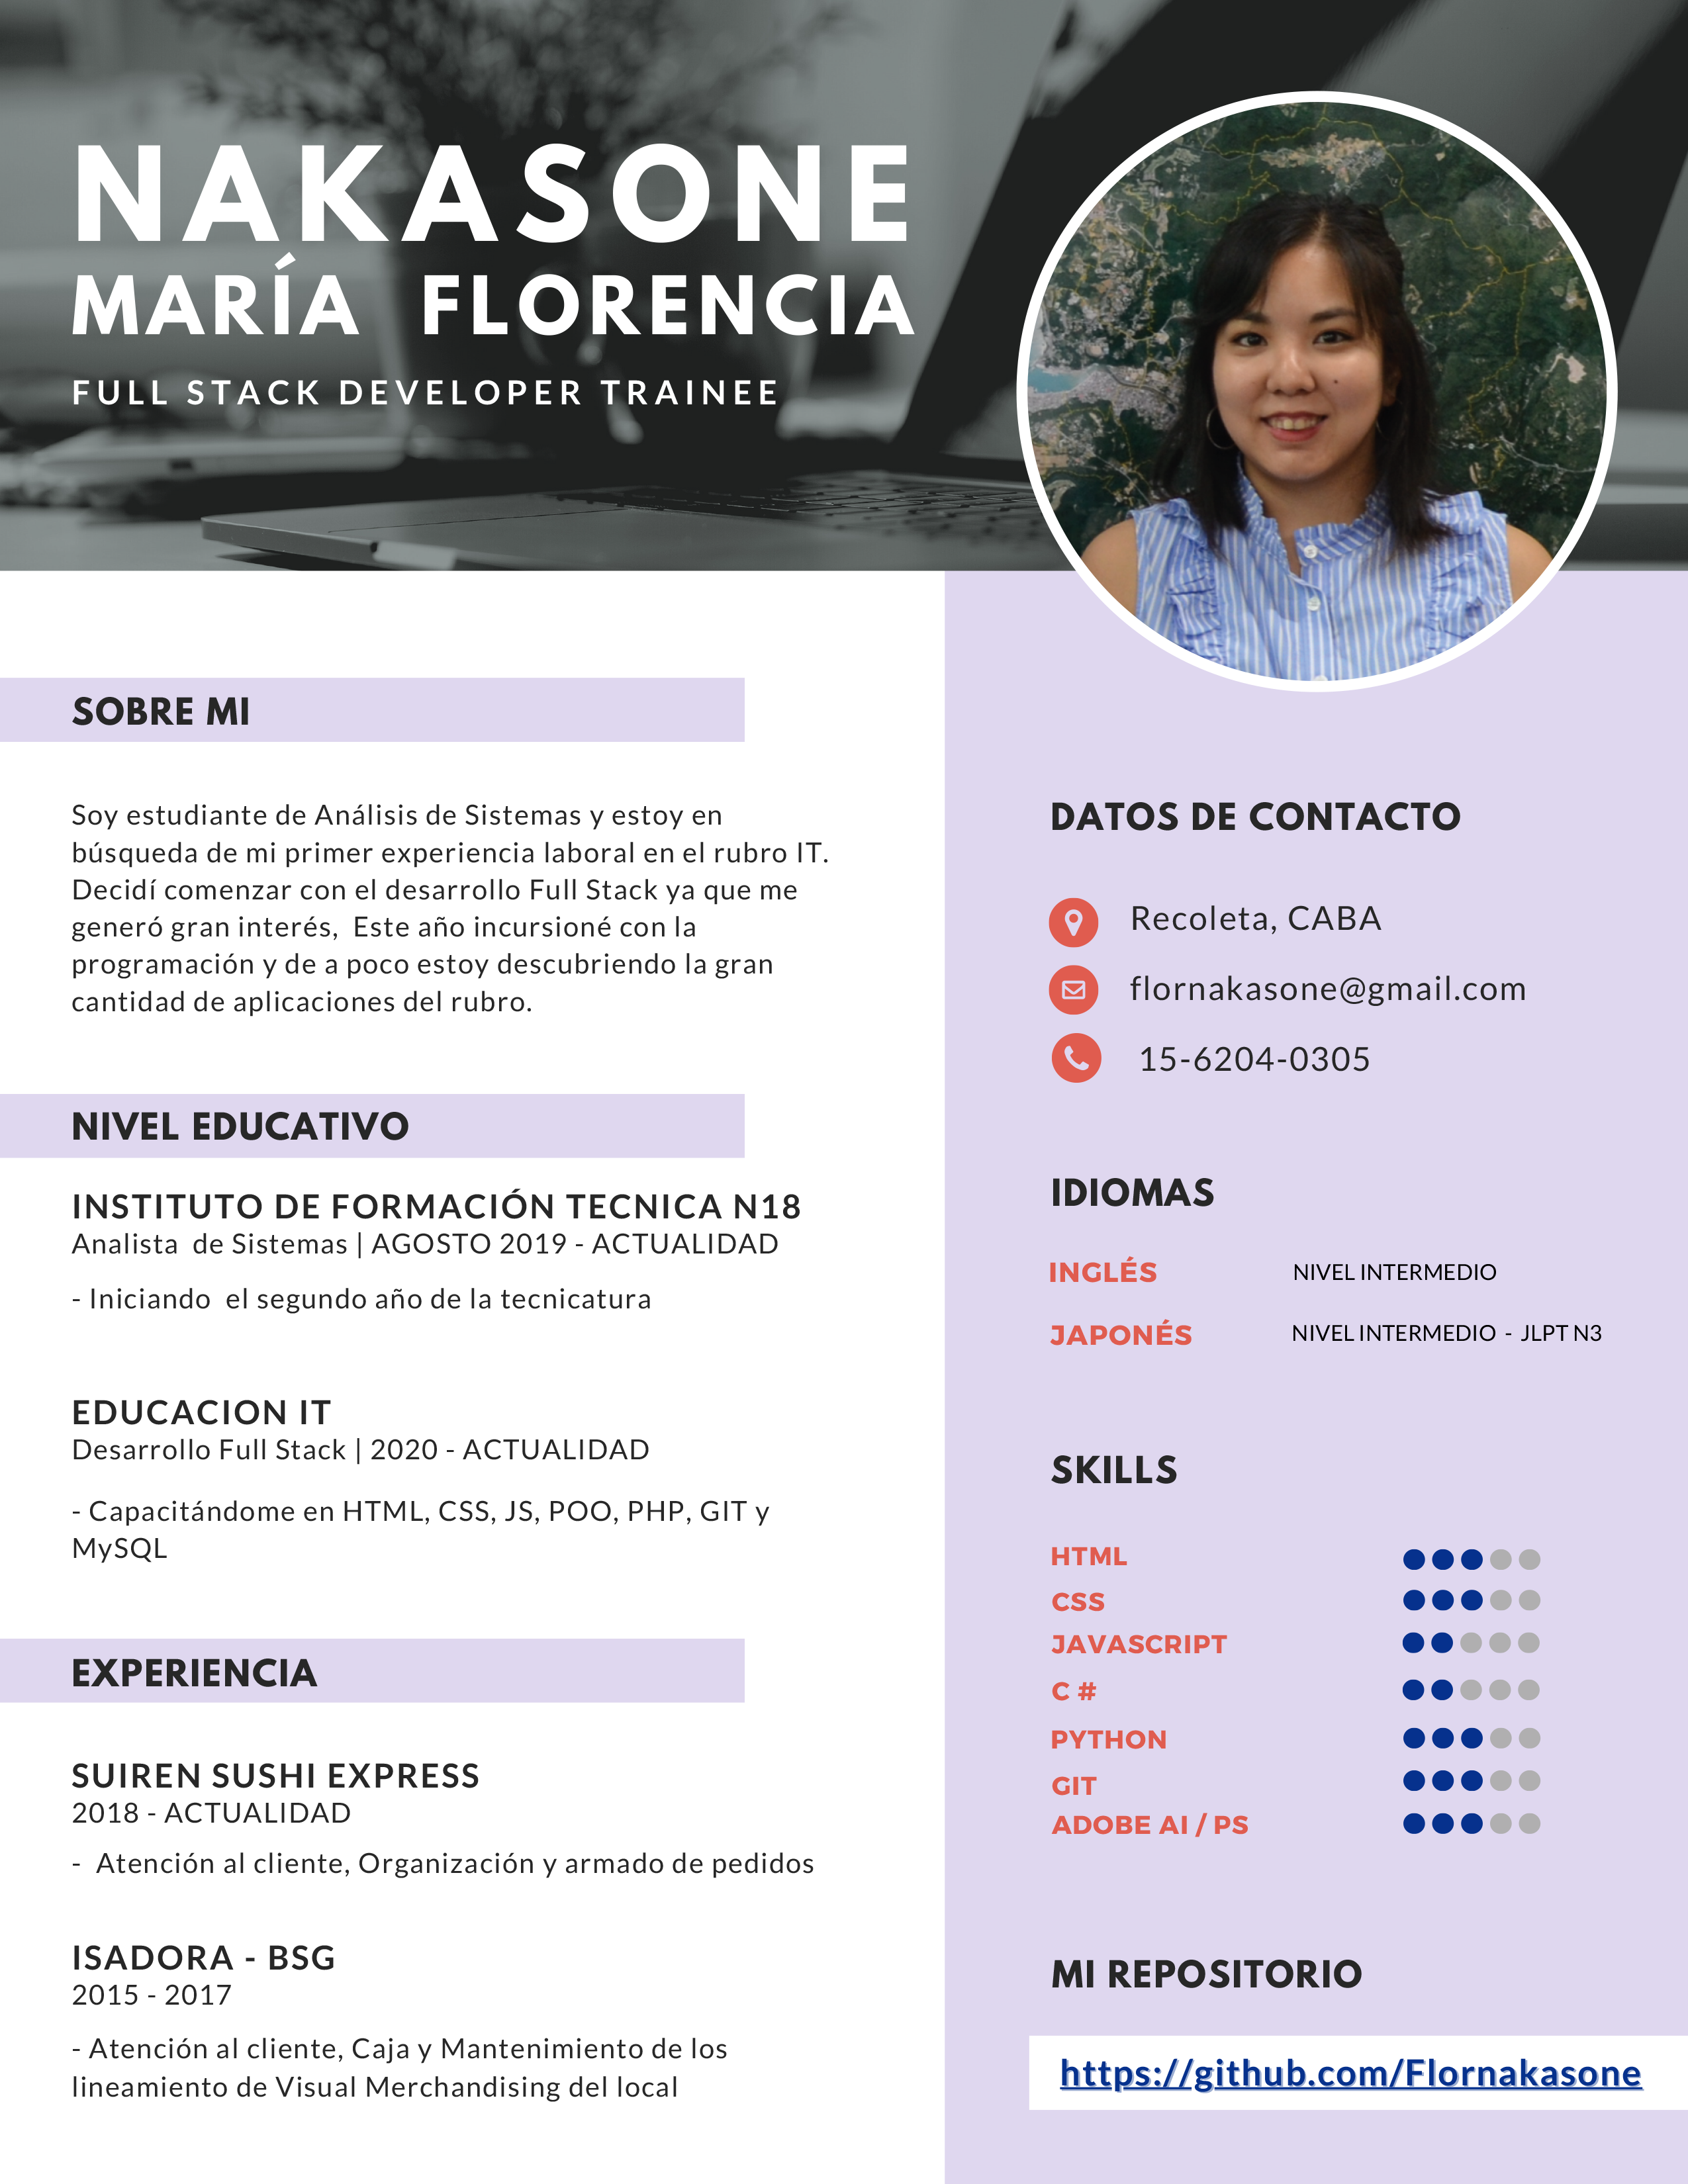 NAKASONE
MARÍA FLORENCIA
FULL STACK DEVELOPER TRAINEE
SOBRE MI
Soy estudiante de Análisis de Sistemas y estoy en
búsqueda de mi primer experiencia laboral en el rubro IT.
Decidí comenzar con el desarrollo Full Stack ya que me
generó gran interés, Este año incursioné con la
programación y de a poco estoy descubriendo la gran
cantidad de aplicaciones del rubro.
NIVEL EDUCATIVO
INSTITUTO DE FORMACIÓN TECNICA N18
Analista de Sistemas | AGOSTO 2019 - ACTUALIDAD
- Iniciando el segundo año de la tecnicatura
EDUCACION IT
Desarrollo Full Stack | 2020 - ACTUALIDAD
- Capacitándome en HTML, CSS, JS, POO, PHP, GIT y
MySQL
EXPERIENCIA
SUIREN SUSHI EXPRESS
2018 - ACTUALIDAD
- Atención al cliente, Organización y armado de pedidos
ISADORA - BSG
2015 - 2017
- Atención al cliente, Caja y Mantenimiento de los
lineamiento de Visual Merchandising del local
DATOS DE CONTACTO
Recoleta, CABA
flornakasone@gmail.com
15-6204-0305
IDIOMAS
INGLÉS NIVEL INTERMEDIO
JAPONÉS NIVEL INTERMEDIO - JLPT N3
SKILLS
HTML
CSS
JAVASCRIPT
C #
PYTHON
GIT
ADOBE AI / PS
MI REPOSITORIO
https://github.com/Flornakasone